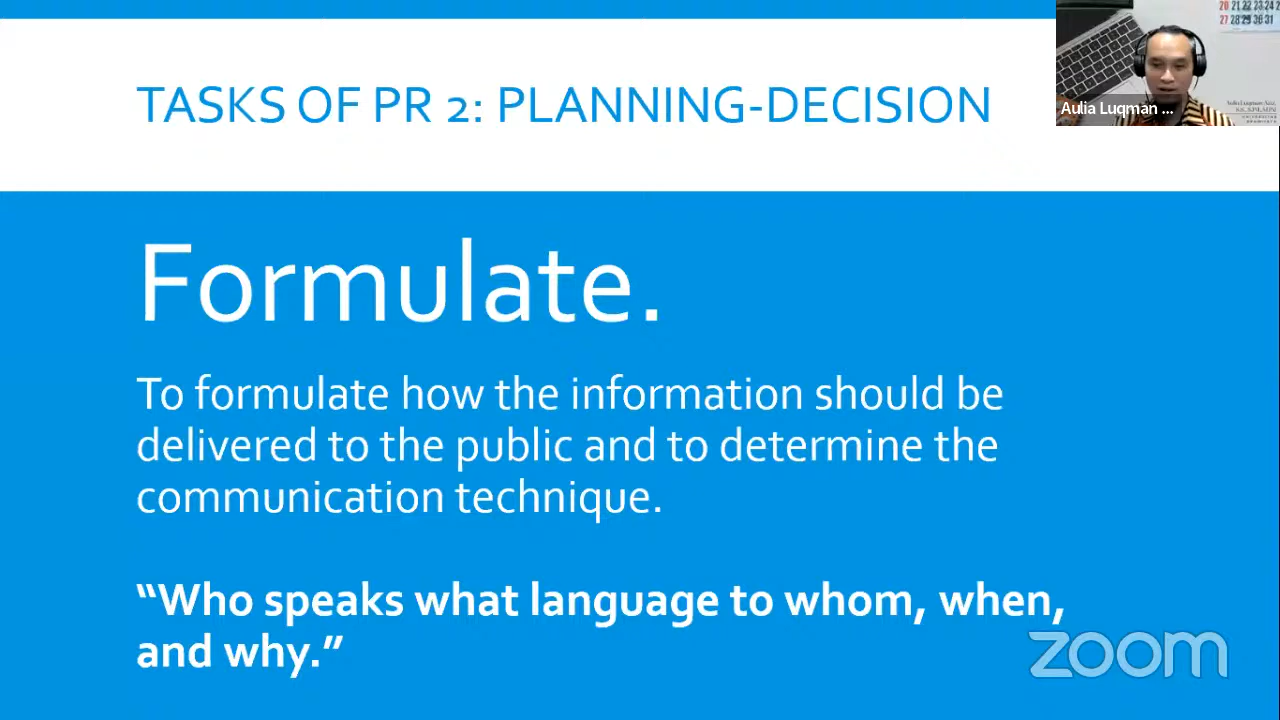 TASKS OF PR 2: PLANNING-DECISION
Aulia Luqman ...
Formulate.
To formulate how the information should be
delivered to the public and to determine the
communication technique.
“Who speaks what language to whom, when,
and why.”
zoom